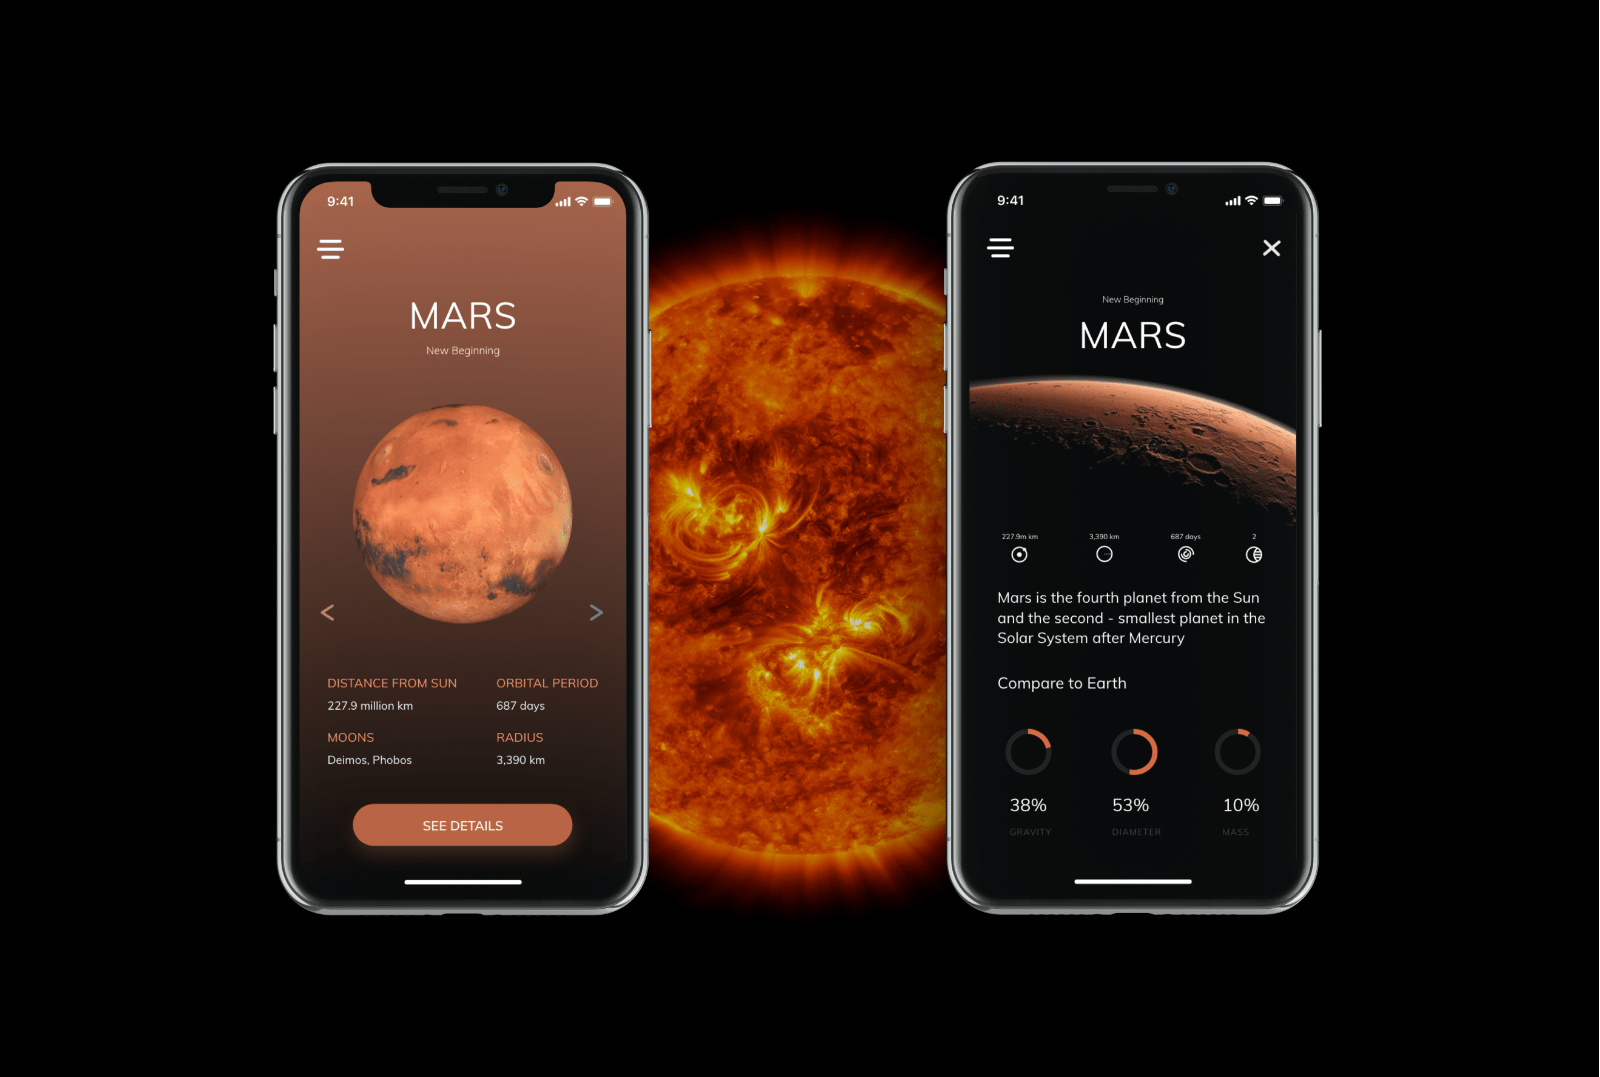 9:41
MARS
New Beginning
DISTANCE FROM SUN
ORBITAL PERIOD
227.9 million km
687 days
MOONS
RADIUS
Deimos, Phobos
3,390 km
SEE DETAILS
9:41
New Beginning
MARS
227.9m km
3,390 km
687 days
2
Mars is the fourth planet from the Sun
and the second - smallest planet in the
Solar System after Mercury
Compare to Earth
38%
53%
10%
GRAVITY
DIAMETER
MASS